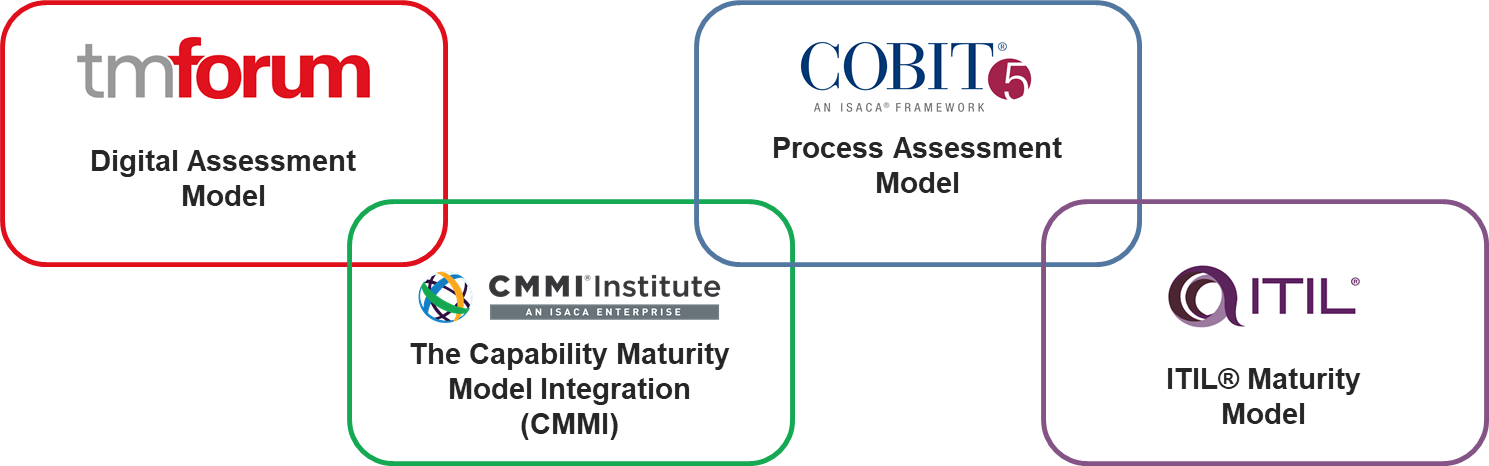 tmforum
Digital Assessment
Model
CMMI® Institute
AN ISACA ENTERPRISE
The Capability Maturity
Model Integration
(CMMI)
COBIT® 5
AN ISACA® FRAMEWORK
Process Assessment
Model
ITIL®
ITIL® Maturity
Model